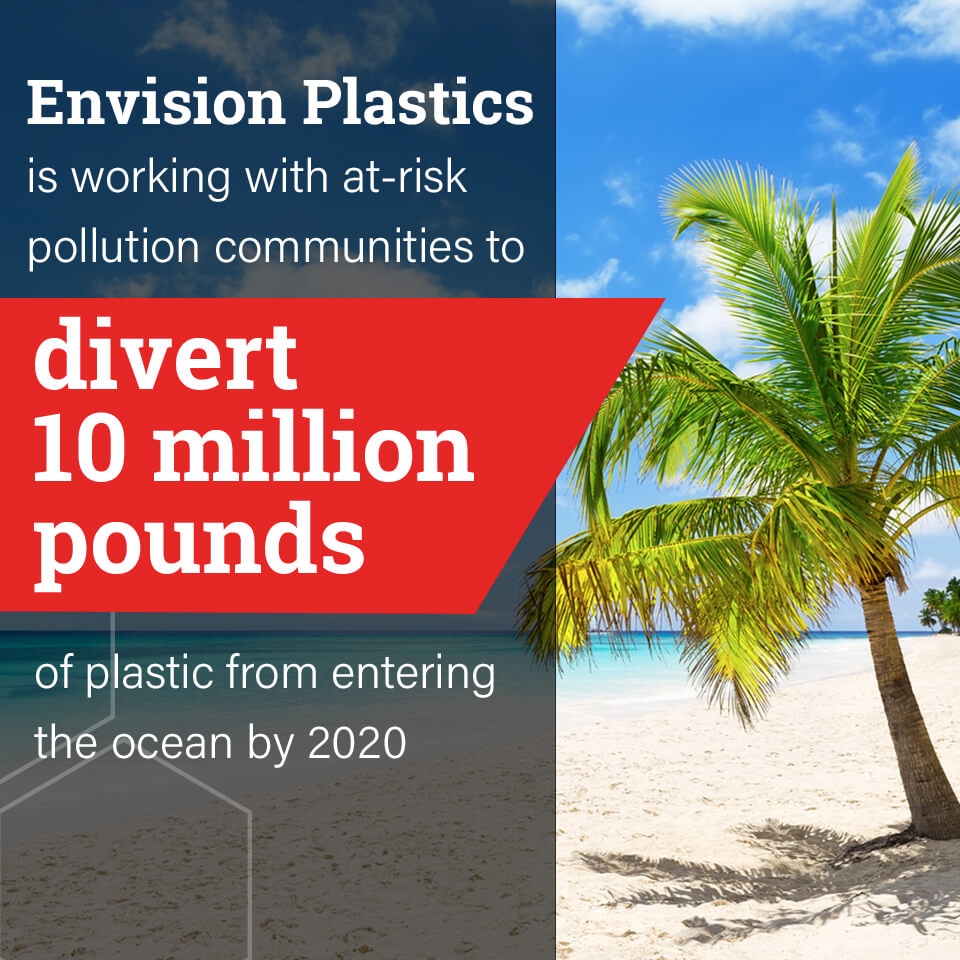 Envision Plastics
is working with at-risk
pollution communities to
divert
10 million
pounds
of plastic from entering
the ocean by 2020